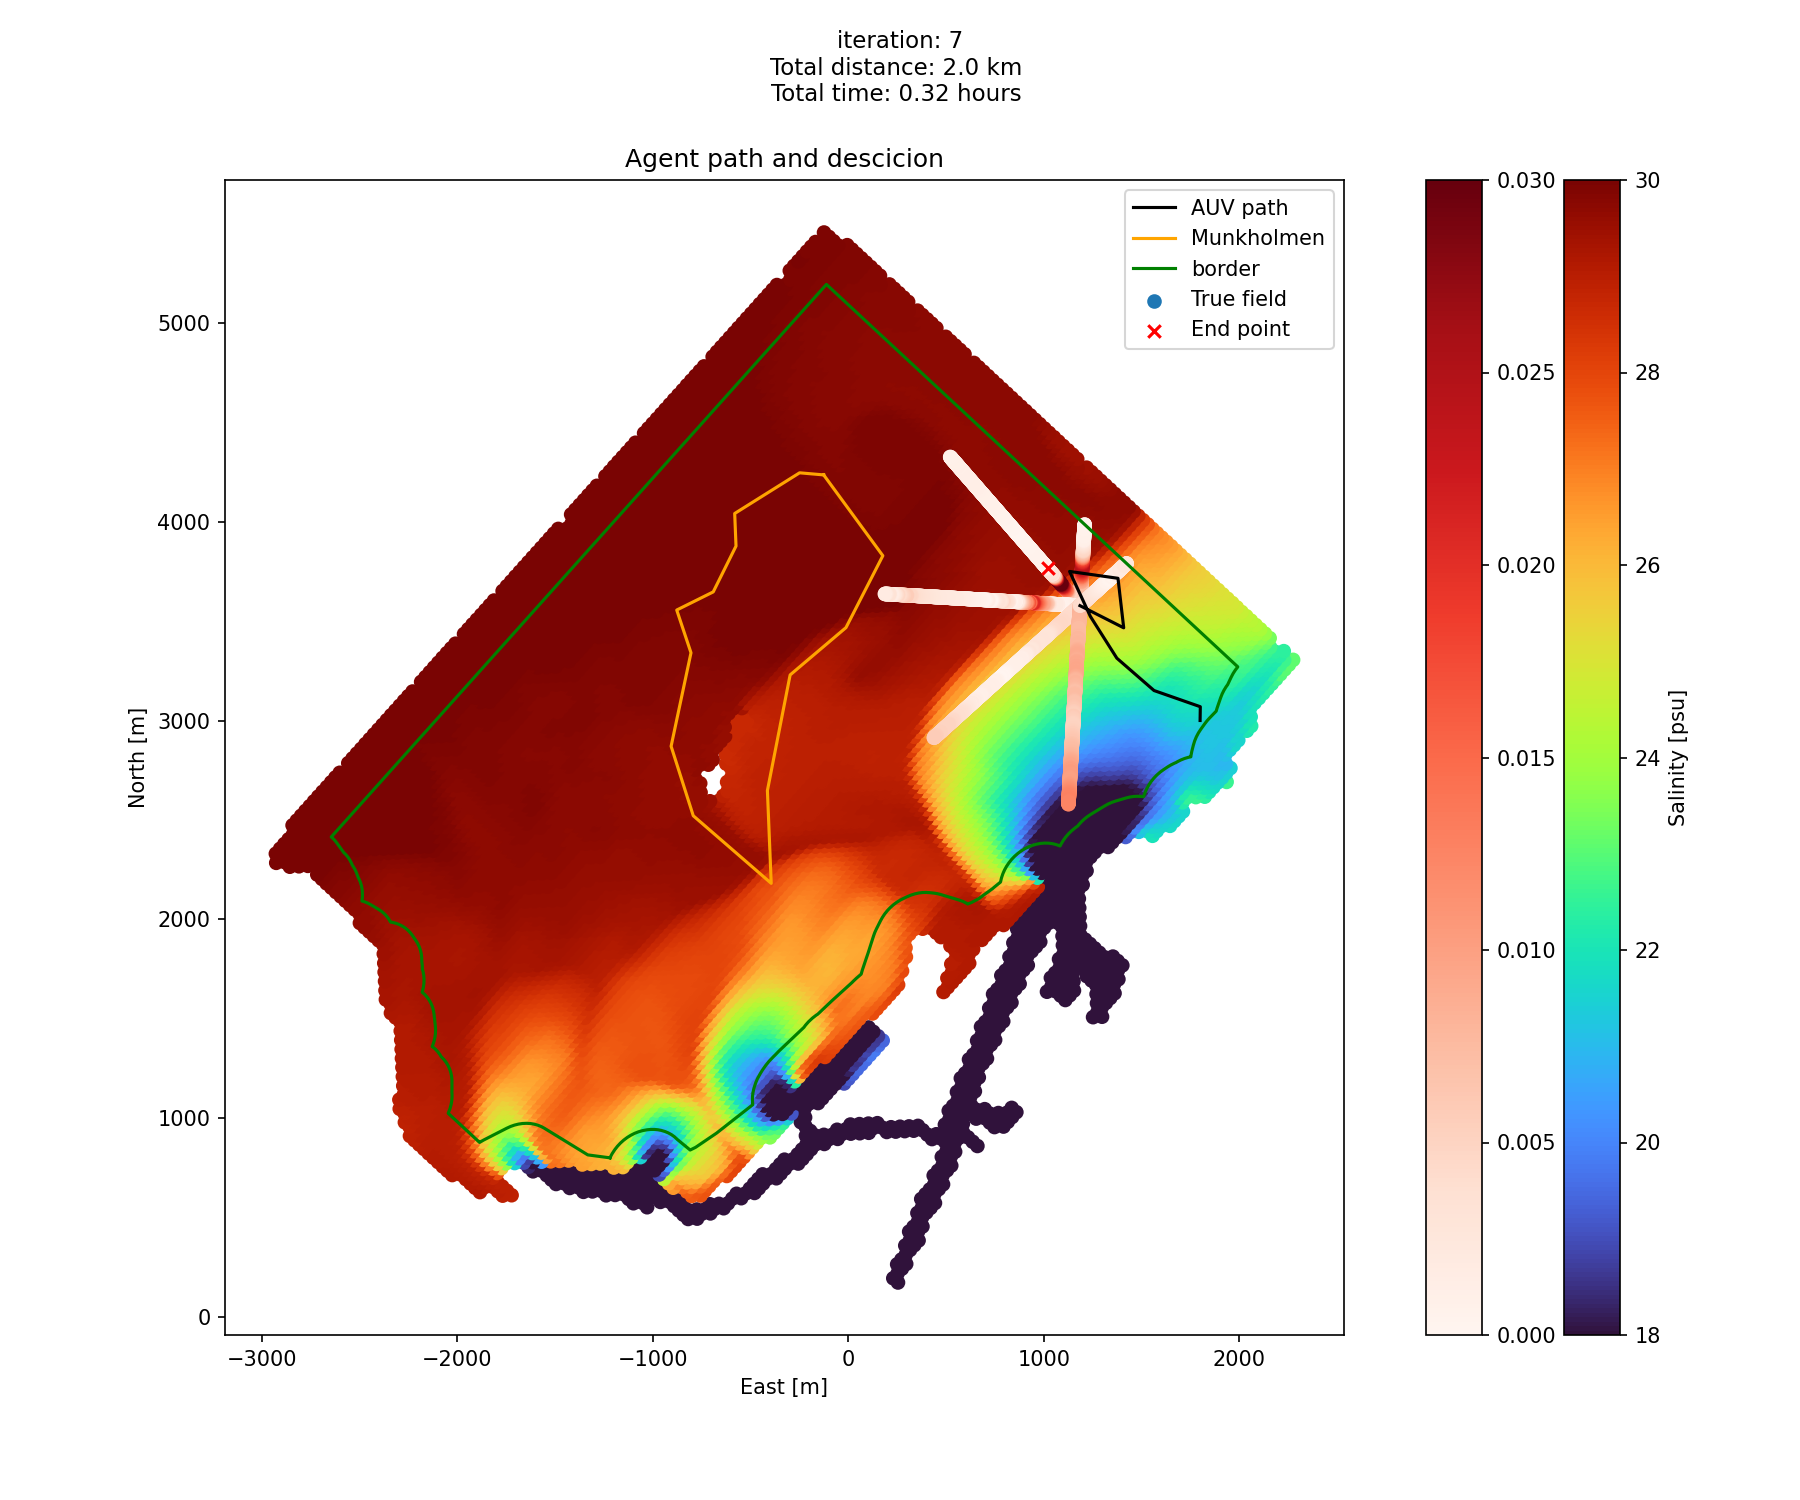 iteration: 7
Total distance: 2.0 km
Total time: 0.32 hours
Agent path and descicion
AUV path
Munkholmen
border
True field
End point
5000
4000
3000
2000
1000
0
North [m]
−3000
−2000
−1000
0
1000
2000
East [m]
0.030
0.025
0.020
0.015
0.010
0.005
0.000
30
28
26
24
22
20
18
Salinity [psu]